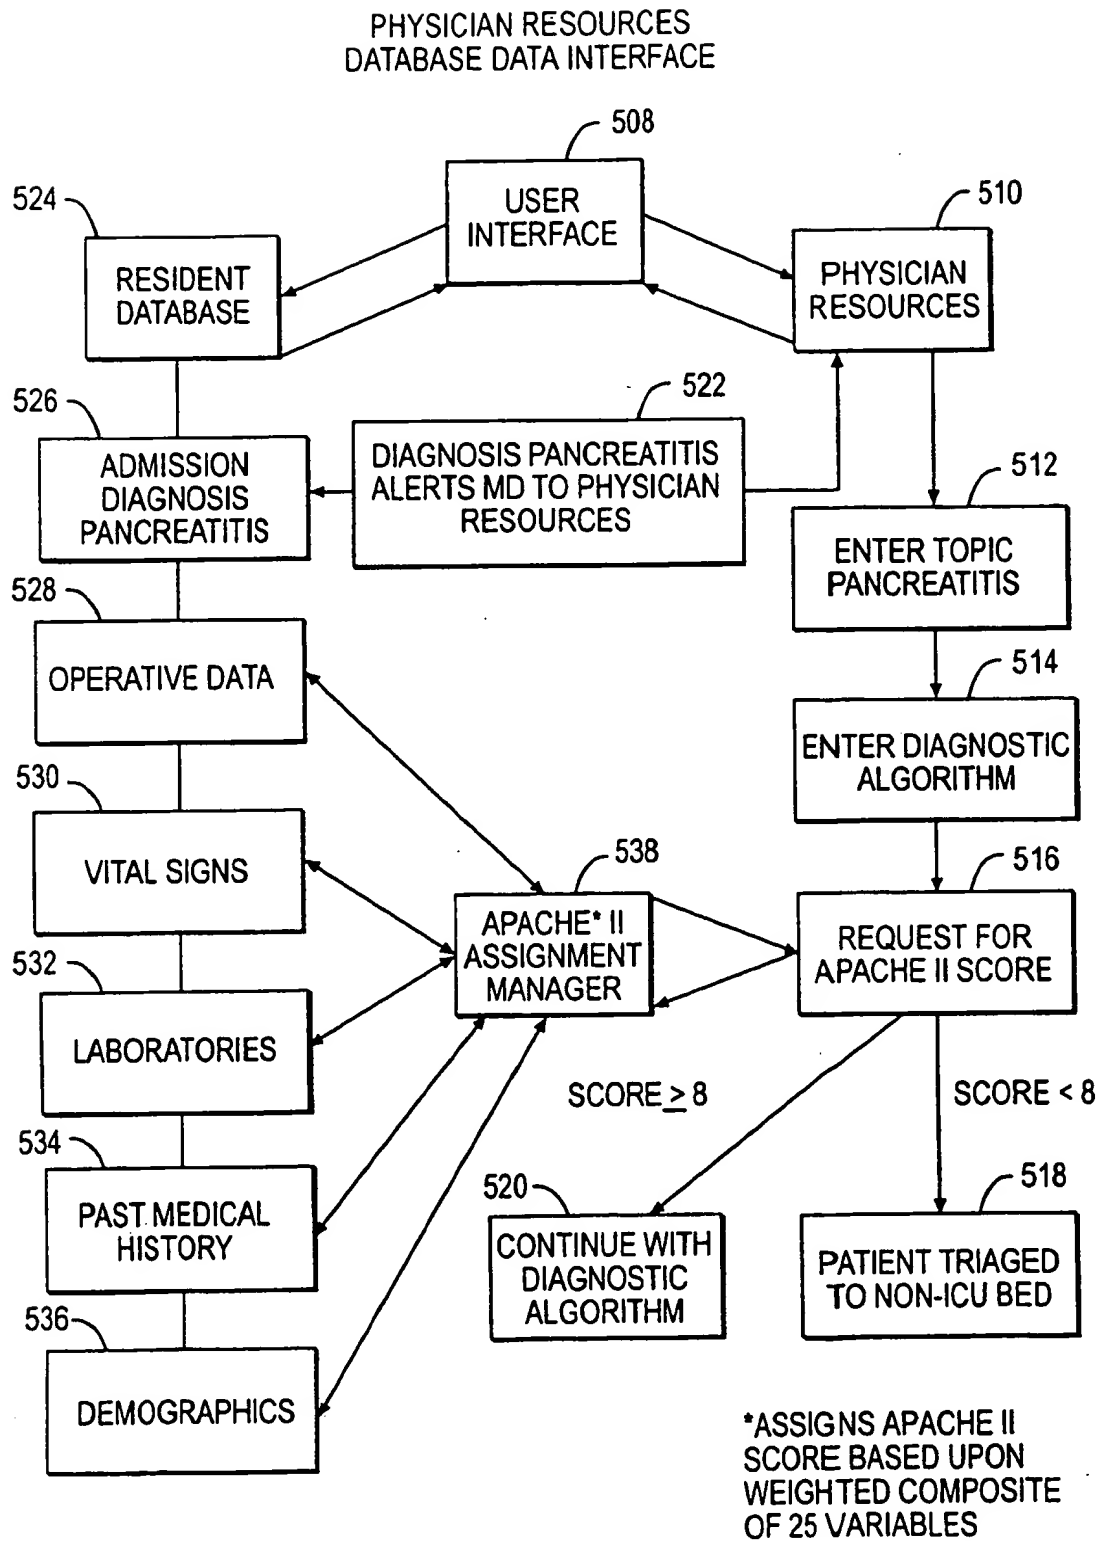 PHYSICIAN RESOURCES
DATABASE DATA INTERFACE
508
USER
INTERFACE
524
RESIDENT
DATABASE
510
PHYSICIAN
RESOURCES
526
ADMISSION
DIAGNOSIS
PANCREATITIS
522
DIAGNOSIS PANCREATITIS
ALERTS MD TO PHYSICIAN
RESOURCES
512
ENTER TOPIC
PANCREATITIS
528
OPERATIVE DATA
514
ENTER DIAGNOSTIC
ALGORITHM
530
VITAL SIGNS
538
APACHE* II
ASSIGNMENT
MANAGER
516
REQUEST FOR
APACHE II SCORE
532
LABORATORIES
SCORE ≥ 8
SCORE < 8
534
PAST MEDICAL
HISTORY
520
CONTINUE WITH
DIAGNOSTIC
ALGORITHM
518
PATIENT TRIAGED
TO NON-ICU BED
536
DEMOGRAPHICS
*ASSIGNS APACHE II
SCORE BASED UPON
WEIGHTED COMPOSITE
OF 25 VARIABLES